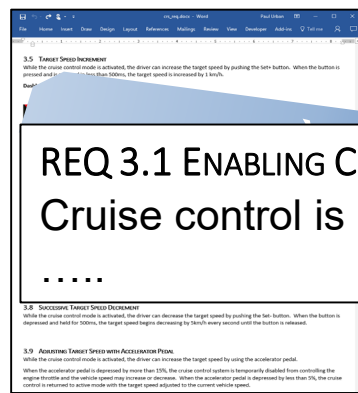 crs_req.docx - Word
Paul Urban
File Home Insert Draw Design Layout References Mailings Review View Developer Add-ins Tell me
3.5 TARGET SPEED INCREMENT
While the cruise control mode is activated, the driver can increase the target speed by pushing the Set+ button. When the button is
less than 500ms, the target speed is increased by 1 km/h.
REQ 3.1 ENABLING C
Cruise control is
.....
3.8 SUCCESSIVE TARGET SPEED DECREMENT
While the cruise control mode is activated, the driver can decrease the target speed by pushing the Set- button. When the button is
depressed and held for 500ms, the target speed begins decreasing by 5km/h every second until the button is released.
3.9 ADJUSTING TARGET SPEED WITH ACCELERATOR PEDAL
While the cruise control mode is activated, the driver can increase the target speed by using the accelerator pedal.
When the accelerator pedal is depressed by more than 15%, the cruise control system is temporarily disabled from controlling the
engine throttle and the vehicle speed may increase or decrease. When the accelerator pedal is depressed by less than 5%, the cruise
control is returned to active mode with the target speed adjusted to the current vehicle speed.